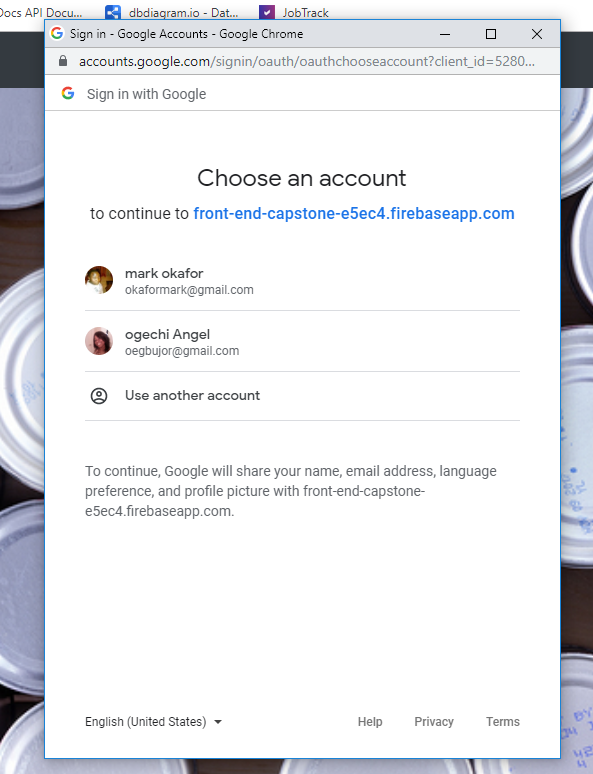 Docs API Docu...
dbdiagram.io - Dat...
JobTrack
Sign in - Google Accounts - Google Chrome
accounts.google.com/signin/oauth/oauthchooseaccount?client_id=5280...
Sign in with Google
Choose an account
to continue to front-end-capstone-e5ec4.firebaseapp.com
mark okafor
okaformark@gmail.com
ogechi Angel
oegbujor@gmail.com
Use another account
To continue, Google will share your name, email address, language
preference, and profile picture with front-end-capstone-
e5ec4.firebaseapp.com.
English (United States)
Help
Privacy
Terms